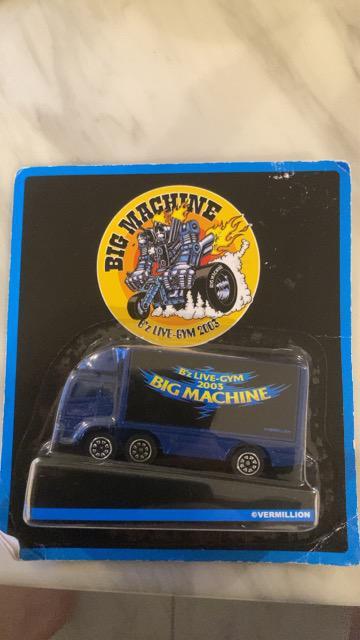 BIG MACHINE
B'z LIVE-GYM 2003
B'z LIVE-GYM
2003
BIG MACHINE
©VERMILLION